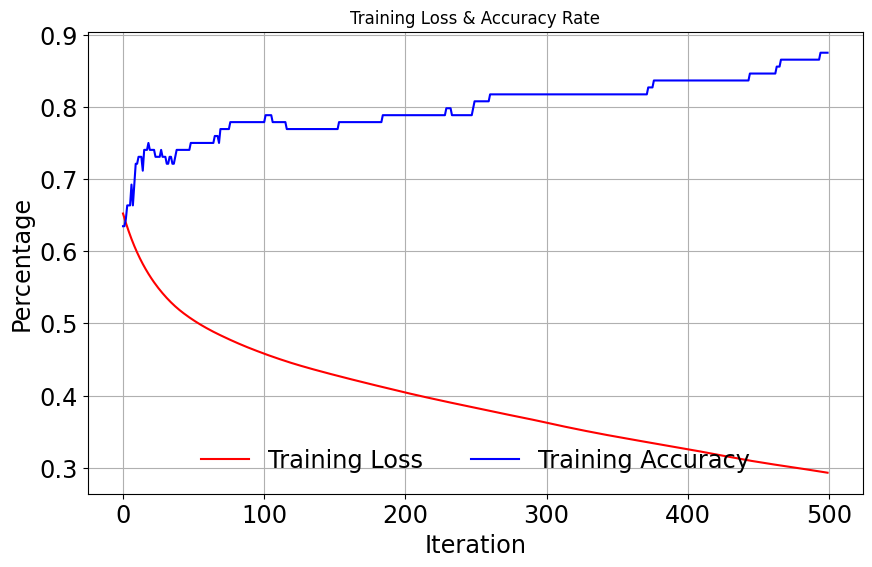 Training Loss & Accuracy Rate
0.9
0.8
0.7
0.6
0.5
0.4
0.3
Percentage
Training Loss
Training Accuracy
0
100
200
300
400
500
Iteration